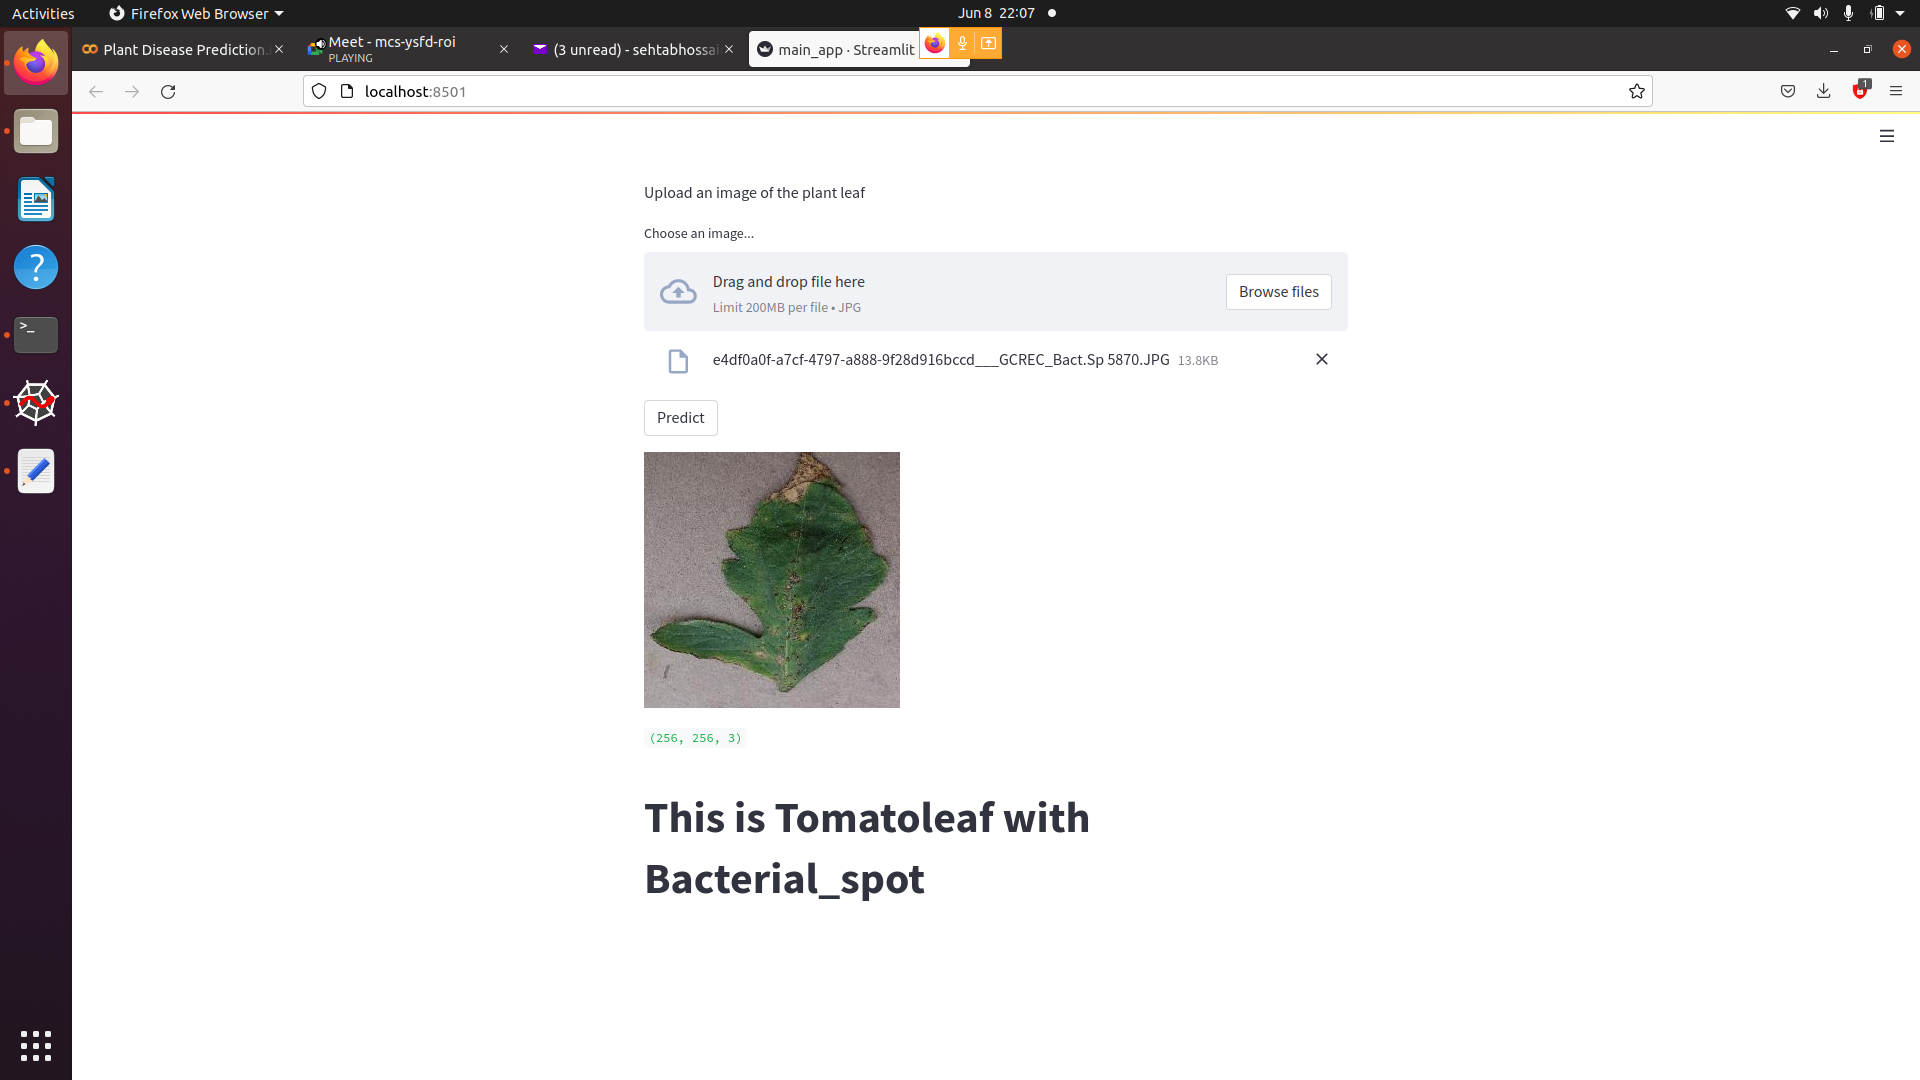 Activities
Firefox Web Browser
Jun 8 22:07
Plant Disease Prediction.
Meet - mcs-ysfd-roi
PLAYING
(3 unread) - sehtabhossai
main_app · Streamlit
localhost:8501
1
Upload an image of the plant leaf
Choose an image...
Drag and drop file here
Limit 200MB per file • JPG
Browse files
e4df0a0f-a7cf-4797-a888-9f28d916bccd___GCREC_Bact.Sp 5870.JPG 13.8KB
Predict
(256, 256, 3)
This is Tomatoleaf with
Bacterial_spot